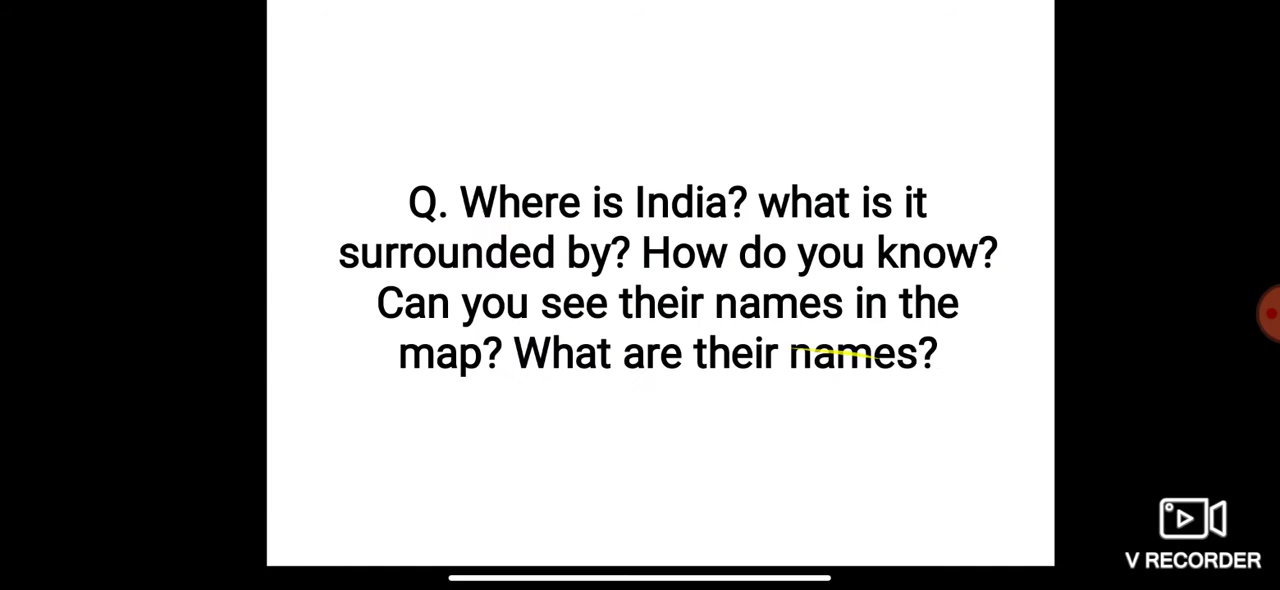 Q. Where is India? what is it
surrounded by? How do you know?
Can you see their names in the
map? What are their names?
V RECORDER